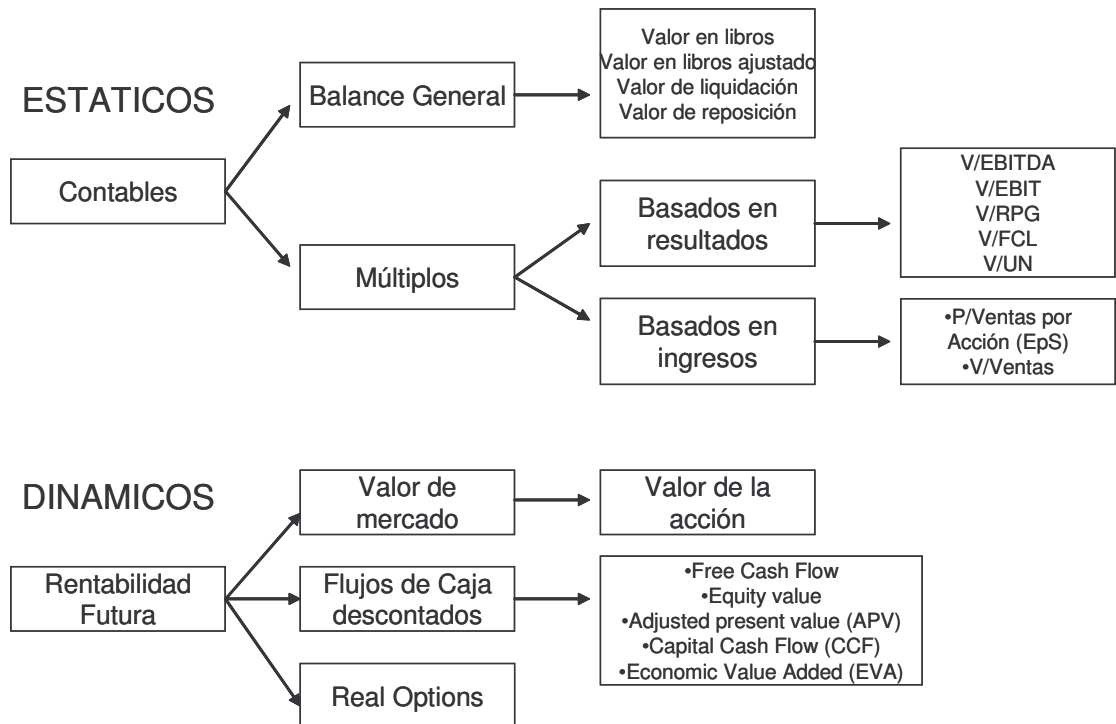 ESTATICOS
Contables
Balance General
Valor en libros
Valor en libros ajustado
Valor de liquidación
Valor de reposición
Múltiplos
Basados en
resultados
V/EBITDA
V/EBIT
V/RPG
V/FCL
V/UN
Basados en
ingresos
•P/Ventas por
Acción (EpS)
•V/Ventas
DINAMICOS
Rentabilidad
Futura
Valor de
mercado
Valor de la
acción
Flujos de Caja
descontados
•Free Cash Flow
•Equity value
•Adjusted present value (APV)
•Capital Cash Flow (CCF)
•Economic Value Added (EVA)
Real Options